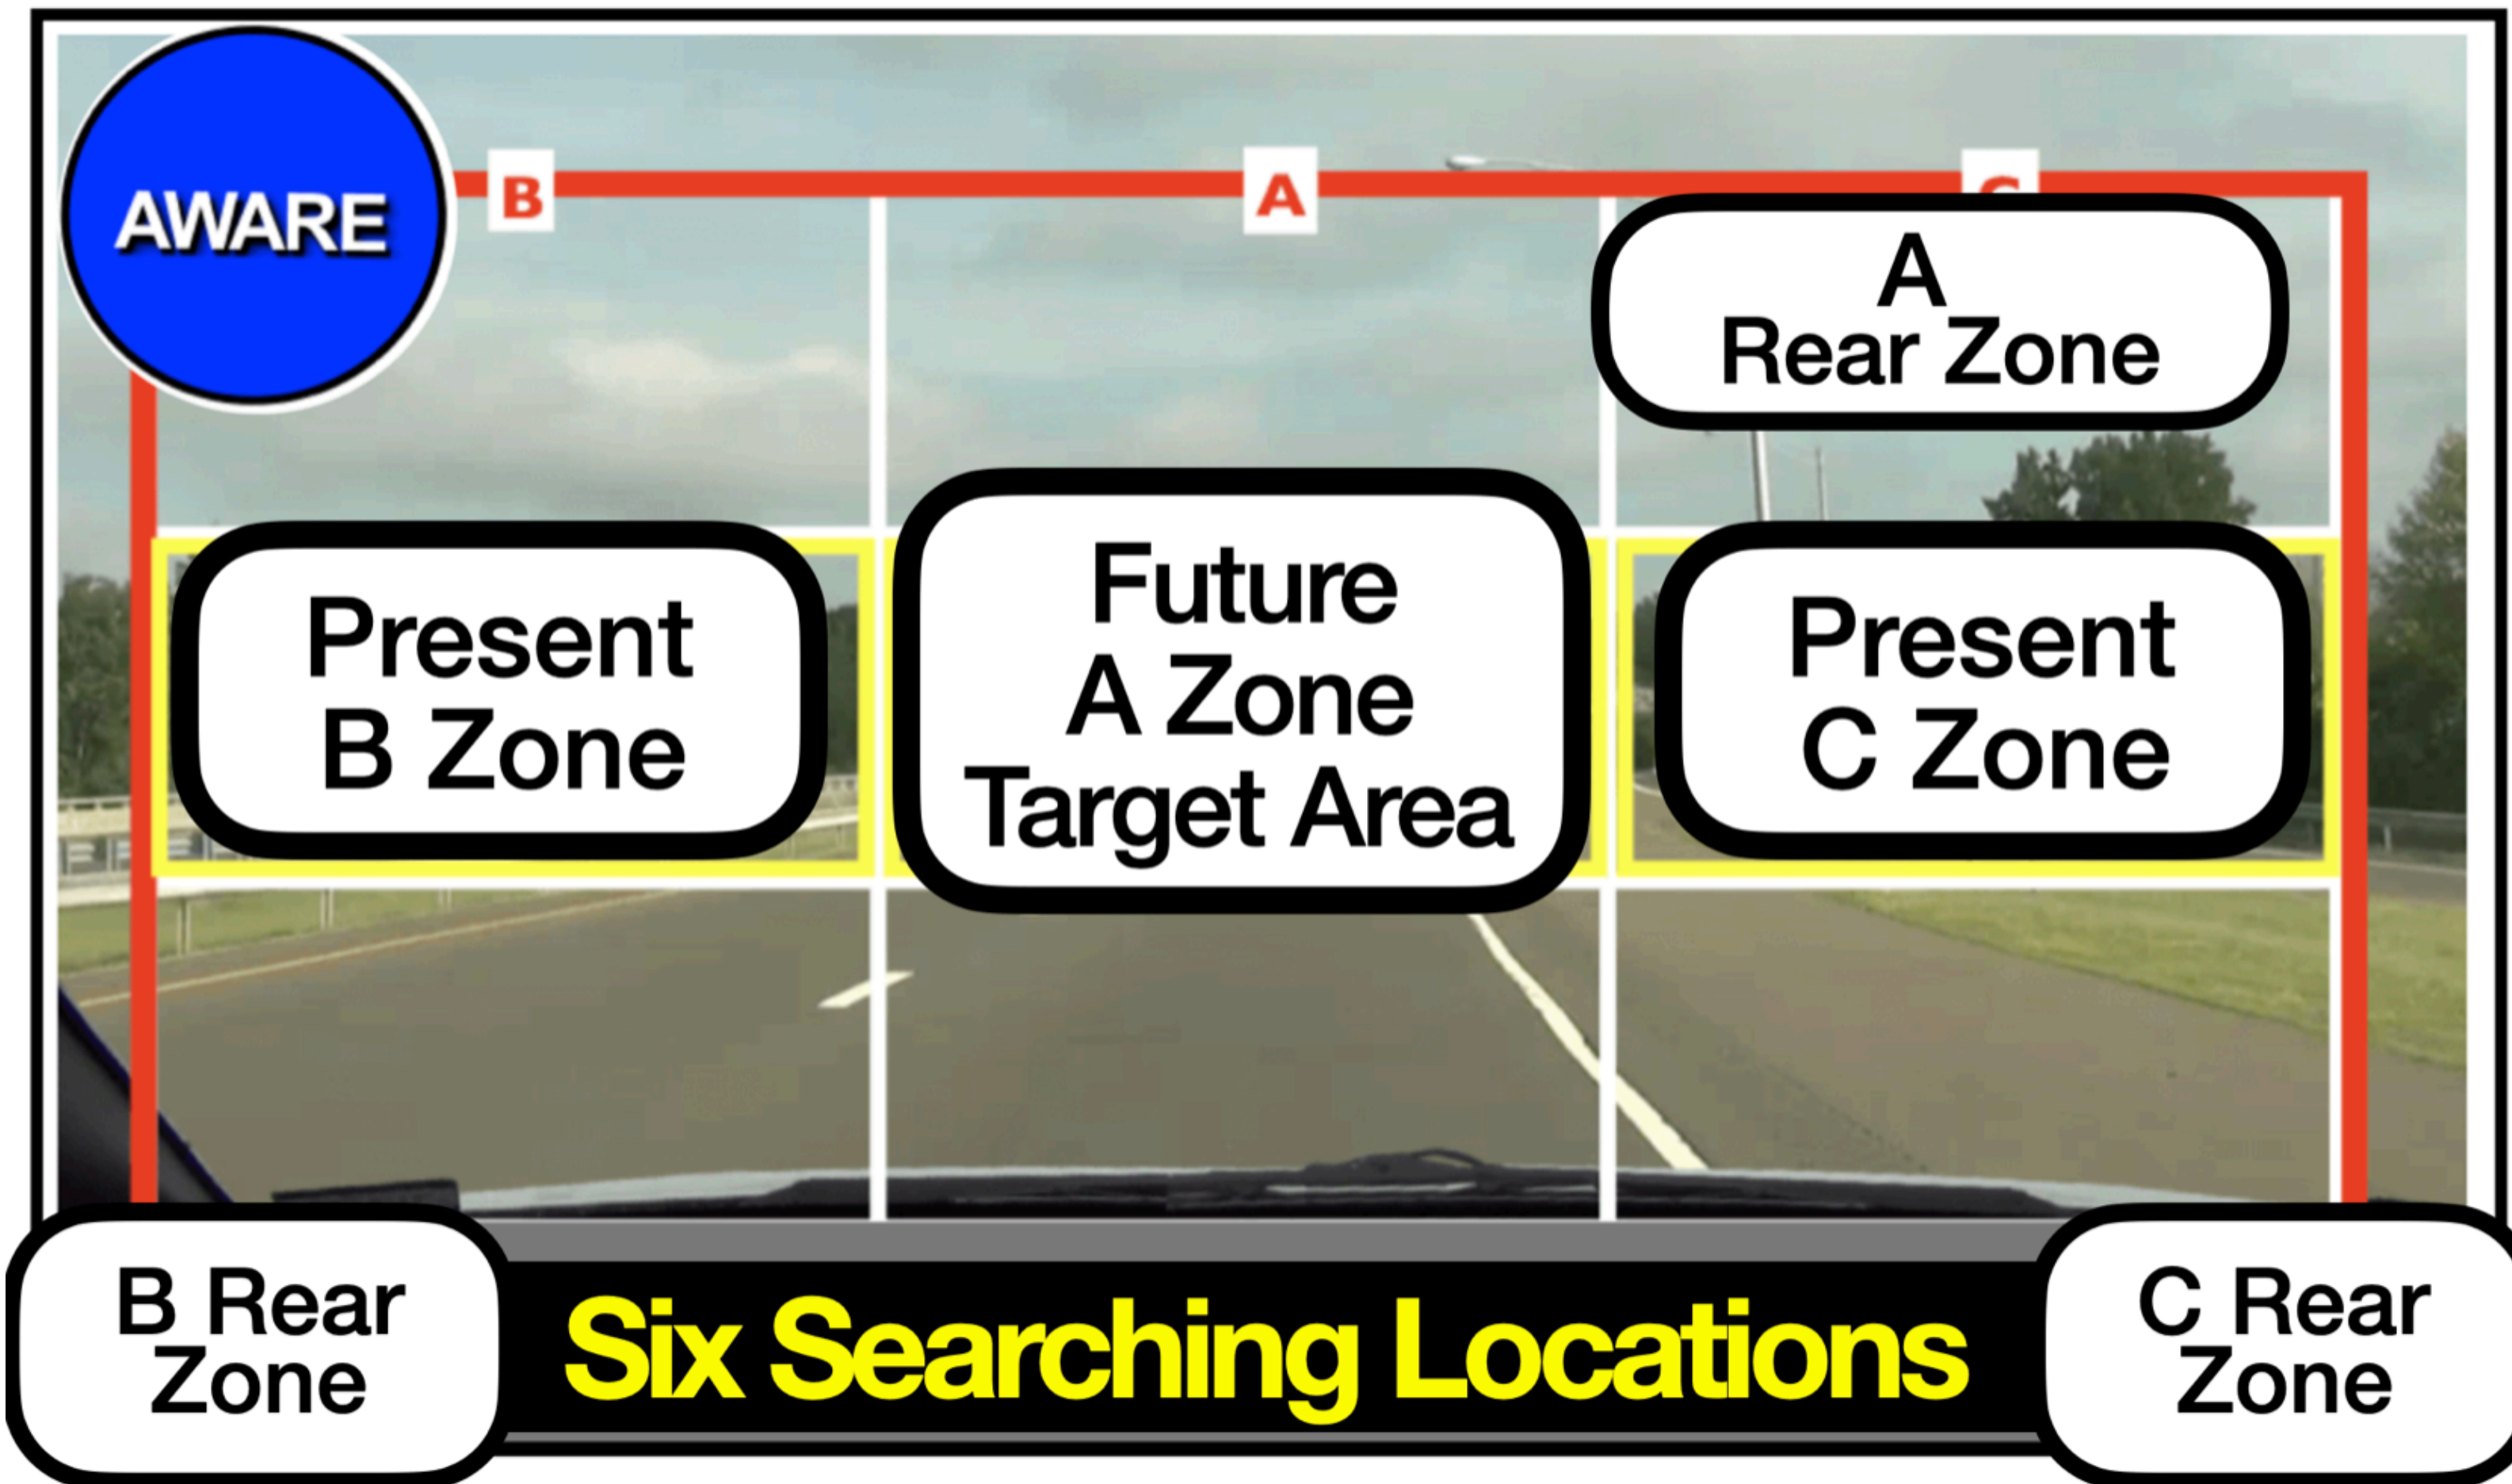 AWARE
B
A
C
A
Rear Zone
Present
B Zone
Future
A Zone
Target Area
Present
C Zone
B Rear
Zone
Six Searching Locations
C Rear
Zone